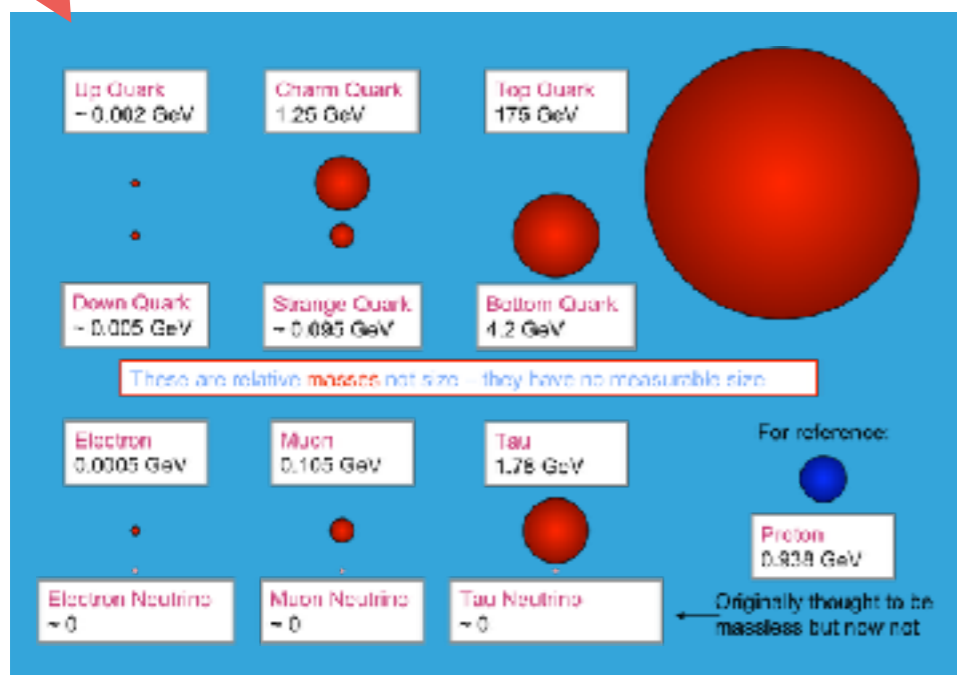 Up Quark
~ 0.002 GeV
Charm Quark
1.25 GeV
Top Quark
175 GeV
Down Quark
~ 0.005 GeV
Strange Quark
~ 0.095 GeV
Bottom Quark
4.2 GeV
These are relative masses not size – they have no measurable size
Electron
0.0005 GeV
Muon
0.105 GeV
Tau
1.78 GeV
For reference:
Proton
0.938 GeV
Electron Neutrino
~ 0
Muon Neutrino
~ 0
Tau Neutrino
~ 0
Originally thought to be
massless but now not